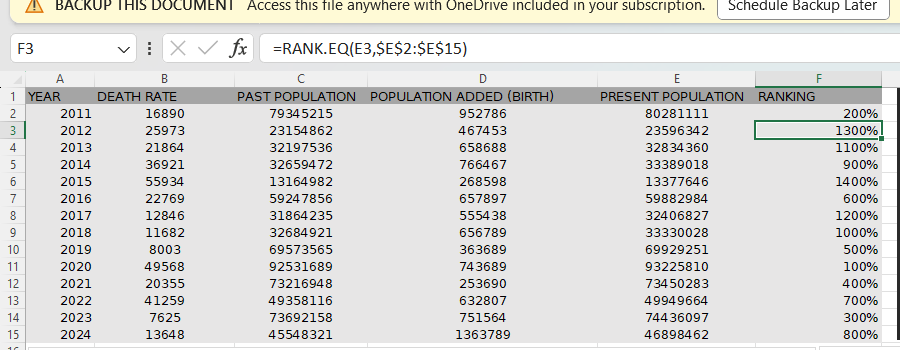 BACKUP THIS DOCUMENT Access this file anywhere with OneDrive included in your subscription. Schedule Backup Later
F3 fx =RANK.EQ(E3,$E$2:$E$15)
A B C D E F
1 YEAR DEATH RATE PAST POPULATION POPULATION ADDED (BIRTH) PRESENT POPULATION RANKING
2 2011 16890 79345215 952786 80281111 200%
3 2012 25973 23154862 467453 23596342 1300%
4 2013 21864 32197536 658688 32834360 1100%
5 2014 36921 32659472 766467 33389018 900%
6 2015 55934 13164982 268598 13377646 1400%
7 2016 22769 59247856 657897 59882984 600%
8 2017 12846 31864235 555438 32406827 1200%
9 2018 11682 32684921 656789 33330028 1000%
10 2019 8003 69573565 363689 69929251 500%
11 2020 49568 92531689 743689 93225810 100%
12 2021 20355 73216948 253690 73450283 400%
13 2022 41259 49358116 632807 49949664 700%
14 2023 7625 73692158 751564 74436097 300%
15 2024 13648 45548321 1363789 46898462 800%